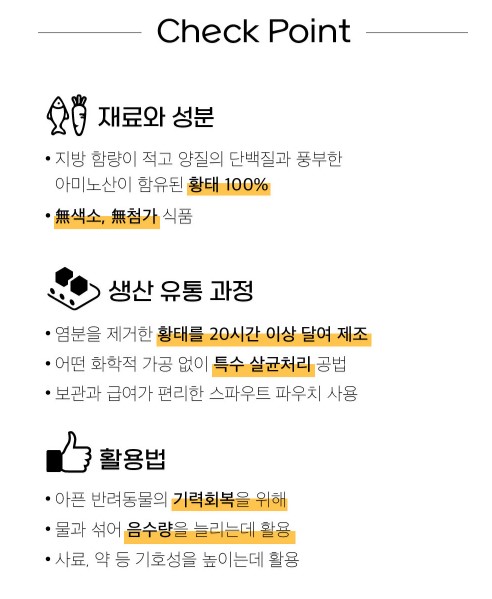 Check Point
재료와 성분
• 지방 함량이 적고 양질의 단백질과 풍부한
아미노산이 함유된 황태 100%
• 無색소, 無첨가 식품
생산 유통 과정
• 염분을 제거한 황태를 20시간 이상 달여 제조
• 어떤 화학적 가공 없이 특수 살균처리 공법
• 보관과 급여가 편리한 스파우트 파우치 사용
활용법
• 아픈 반려동물의 기력회복을 위해
• 물과 섞어 음수량을 늘리는데 활용
• 사료, 약 등 기호성을 높이는데 활용